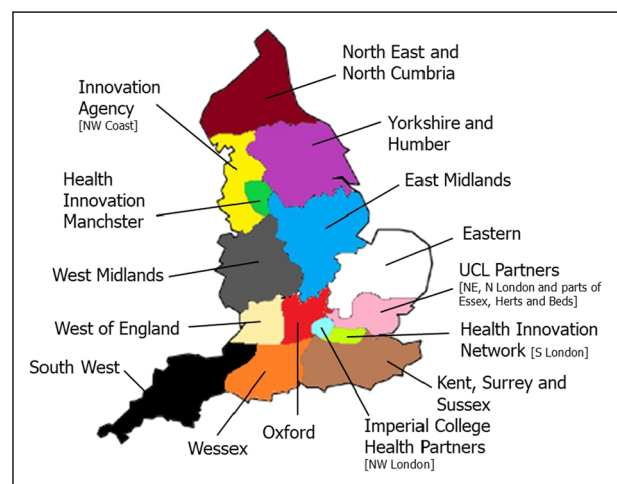 North East and
North Cumbria
Innovation
Agency
[NW Coast]
Yorkshire and
Humber
Health
Innovation
Manchster
East Midlands
Eastern
West Midlands
UCL Partners
[NE, N London and parts of
Essex, Herts and Beds]
West of England
Health Innovation
Network [S London]
South West
Kent, Surrey and
Sussex
Wessex
Oxford
Imperial College
Health Partners
[NW London]